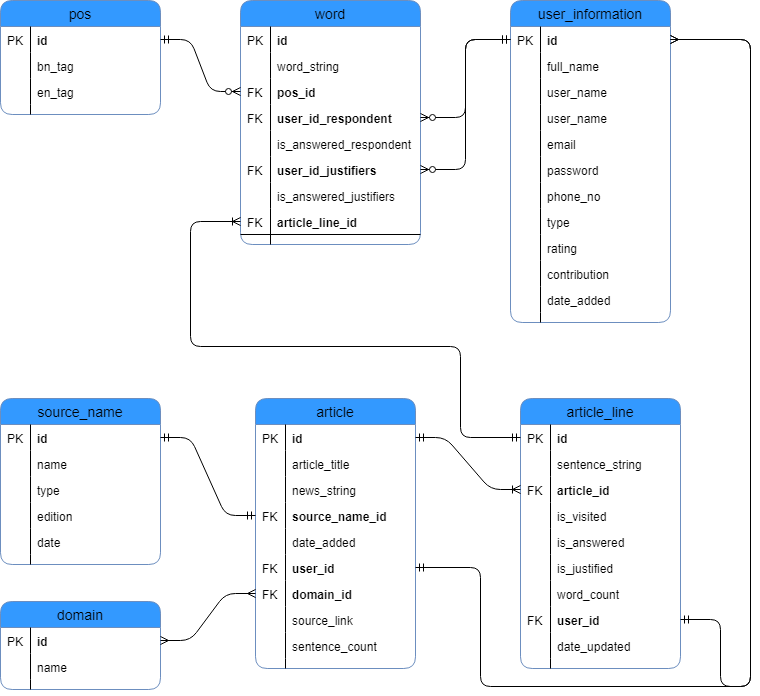 pos
PK id
bn_tag
en_tag
word
PK id
word_string
FK pos_id
FK user_id_respondent
is_answered_respondent
FK user_id_justifiers
is_answered_justifiers
FK article_line_id
user_information
PK id
full_name
user_name
user_name
email
password
phone_no
type
rating
contribution
date_added
source_name
PK id
name
type
edition
date
domain
PK id
name
article
PK id
article_title
news_string
FK source_name_id
date_added
FK user_id
FK domain_id
source_link
sentence_count
article_line
PK id
sentence_string
FK article_id
is_visited
is_answered
is_justified
word_count
FK user_id
date_updated